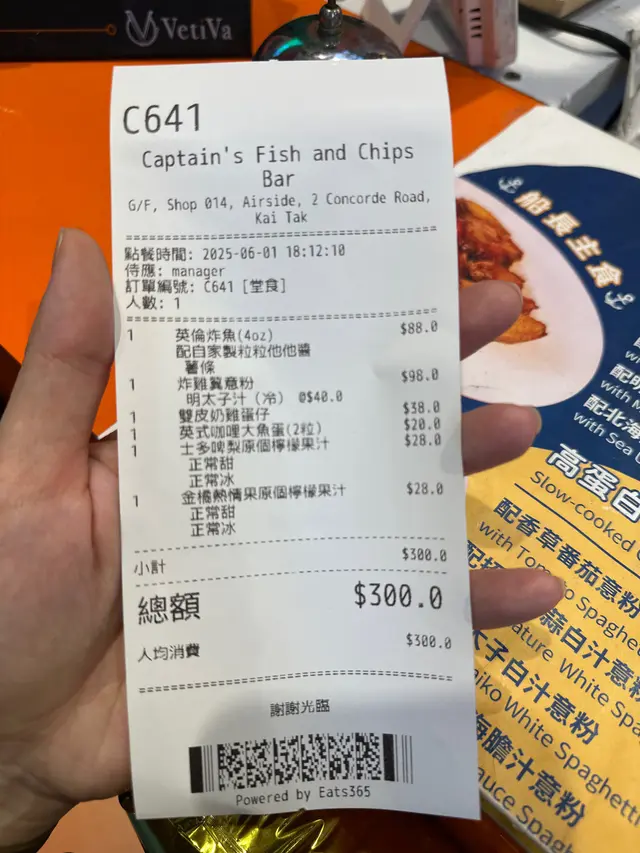 VetiVa
C641
Captain's Fish and Chips
Bar
G/F, Shop 014, Airside, 2 Concorde Road,
Kai Tak
點餐時間: 2025-06-01 18:12:10
侍應: manager
訂單編號: C641 [堂食]
人數: 1
1 英倫炸魚(4oz) $88.0
配自家製粒粒他他醬
薯條
1 炸雞翼意粉 $98.0
明太子汁 (冷) @$40.0
1 雙皮奶雞蛋仔 $38.0
1 英式咖哩大魚蛋(2粒) $20.0
1 士多啤梨原個檸檬果汁 $28.0
正常甜
正常冰
1 金橘熱情果原個檸檬果汁 $28.0
正常甜
正常冰
小計 $300.0
總額 $300.0
人均消費 $300.0
謝謝光臨
Powered by Eats365
船長主食
配明
with M
配北海
with Sea U
高蛋白
Slow-cooked
配香草番茄意粉
with Tomato Spaghetti
蒜白汁意粉
White Spa
太子白汁意粉
miko White Spaghetti
海膽汁意粉
Sauce Spagh